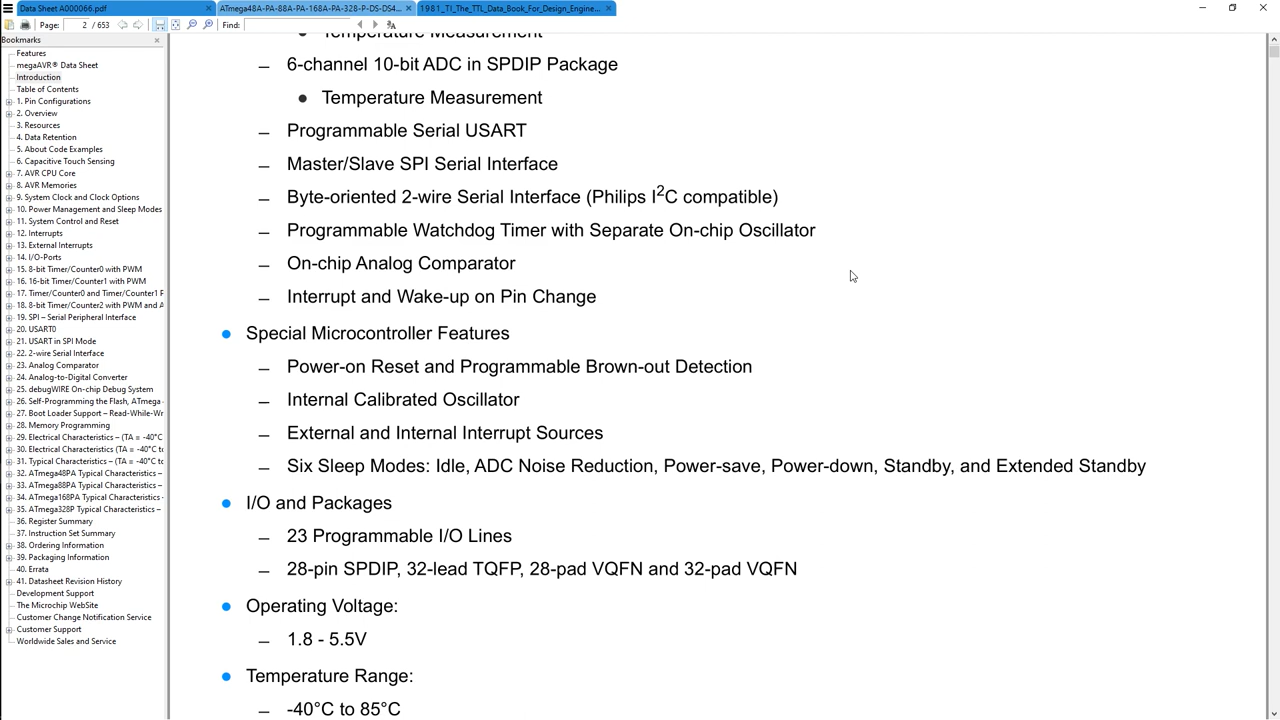 Data Sheet A000066.pdf
ATmega48A-PA-88A-PA-168A-PA-328-P-DS-DS4...
1981_TI_The_TTL_Data_Book_For_Design_Enginee...
Page: 2 / 653 Find:
Bookmarks
Features
megaAVR® Data Sheet
Introduction
Table of Contents
1. Pin Configurations
2. Overview
3. Resources
4. Data Retention
5. About Code Examples
6. Capacitive Touch Sensing
7. AVR CPU Core
8. AVR Memories
9. System Clock and Clock Options
10. Power Management and Sleep Modes
11. System Control and Reset
12. Interrupts
13. External Interrupts
14. I/O-Ports
15. 8-bit Timer/Counter0 with PWM
16. 16-bit Timer/Counter1 with PWM
17. Timer/Counter0 and Timer/Counter1 P
18. 8-bit Timer/Counter2 with PWM and A
19. SPI – Serial Peripheral Interface
20. USART0
21. USART in SPI Mode
22. 2-wire Serial Interface
23. Analog Comparator
24. Analog-to-Digital Converter
25. debugWIRE On-chip Debug System
26. Self-Programming the Flash, ATmega
27. Boot Loader Support – Read-While-Wr
28. Memory Programming
29. Electrical Characteristics – (TA = -40°C
30. Electrical Characteristics (TA = -40°C to
31. Typical Characteristics – (TA = -40°C to
32. ATmega48PA Typical Characteristics –
33. ATmega88PA Typical Characteristics –
34. ATmega168PA Typical Characteristics
35. ATmega328P Typical Characteristics –
36. Register Summary
37. Instruction Set Summary
38. Ordering Information
39. Packaging Information
40. Errata
41. Datasheet Revision History
Development Support
The Microchip WebSite
Customer Change Notification Service
Customer Support
Worldwide Sales and Service
● Temperature Measurement
– 6-channel 10-bit ADC in SPDIP Package
● Temperature Measurement
– Programmable Serial USART
– Master/Slave SPI Serial Interface
– Byte-oriented 2-wire Serial Interface (Philips I²C compatible)
– Programmable Watchdog Timer with Separate On-chip Oscillator
– On-chip Analog Comparator
– Interrupt and Wake-up on Pin Change
● Special Microcontroller Features
– Power-on Reset and Programmable Brown-out Detection
– Internal Calibrated Oscillator
– External and Internal Interrupt Sources
– Six Sleep Modes: Idle, ADC Noise Reduction, Power-save, Power-down, Standby, and Extended Standby
● I/O and Packages
– 23 Programmable I/O Lines
– 28-pin SPDIP, 32-lead TQFP, 28-pad VQFN and 32-pad VQFN
● Operating Voltage:
– 1.8 - 5.5V
● Temperature Range:
– -40°C to 85°C